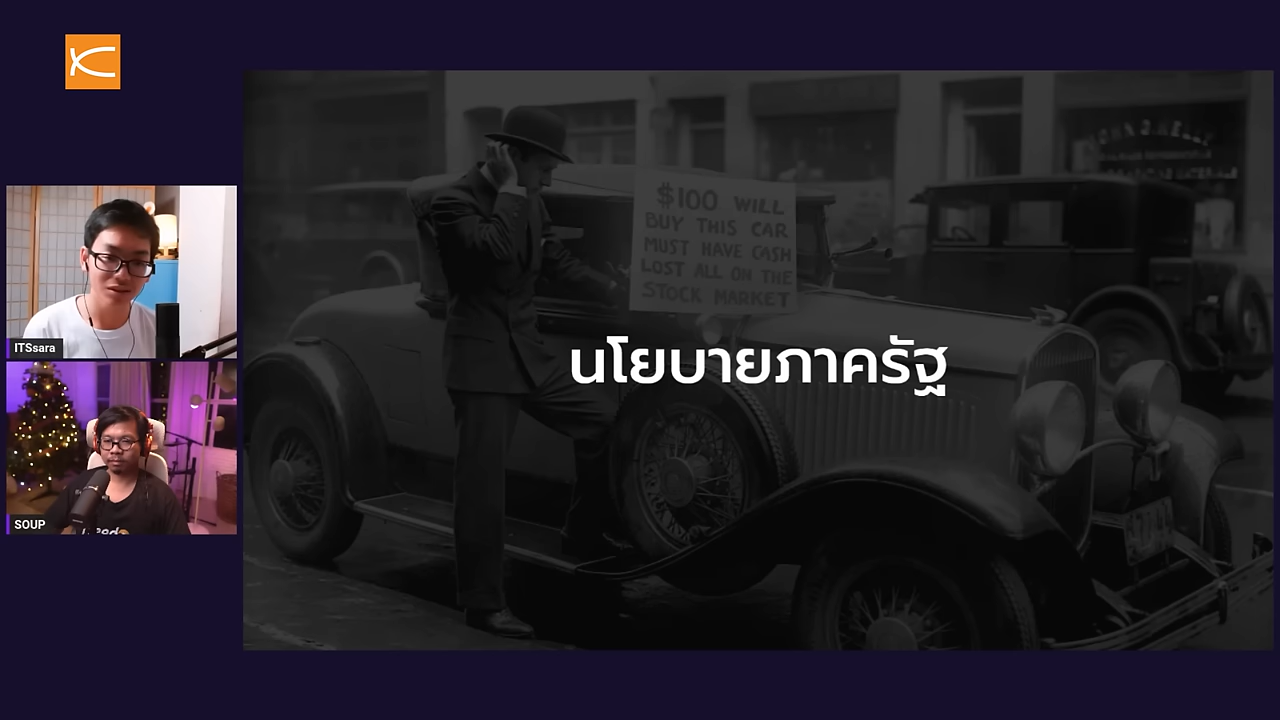 $100 WILL
BUY THIS CAR
MUST HAVE CASH
LOST ALL ON THE
STOCK MARKET
นโยบายภาครัฐ
ITSsara
SOUP